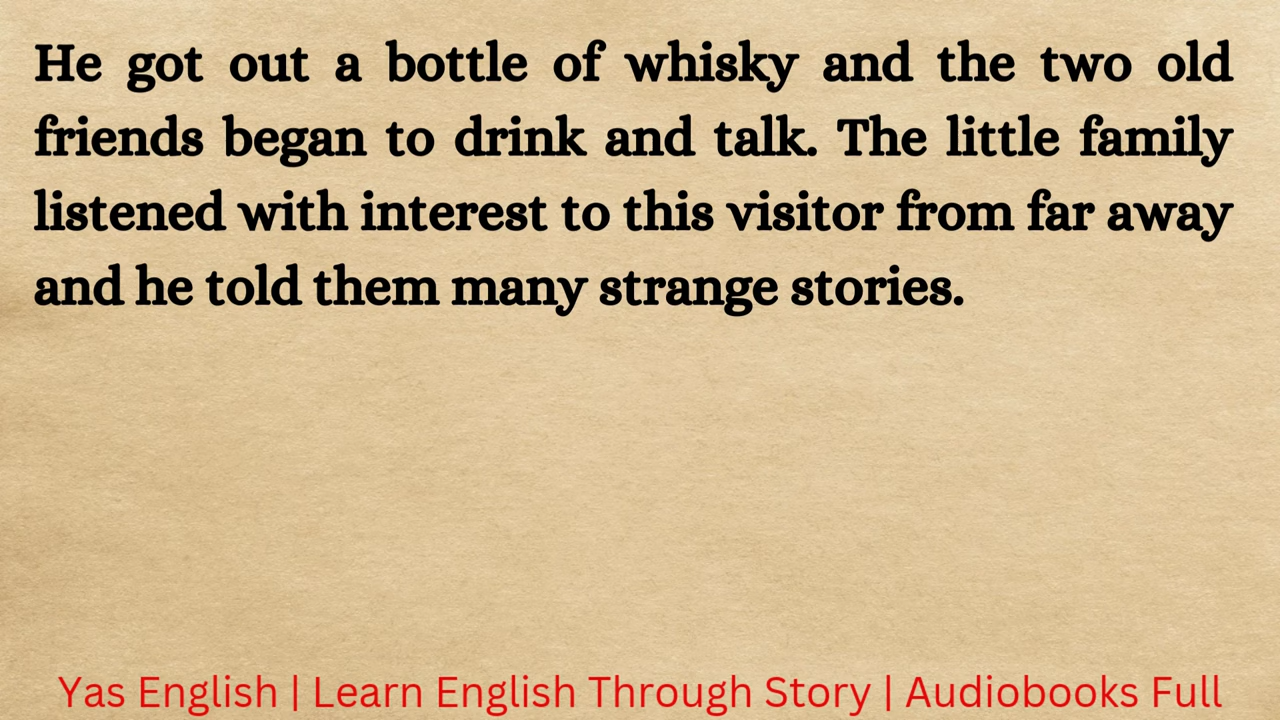 He got out a bottle of whisky and the two old
friends began to drink and talk. The little family
listened with interest to this visitor from far away
and he told them many strange stories.
Yas English | Learn English Through Story | Audiobooks Full